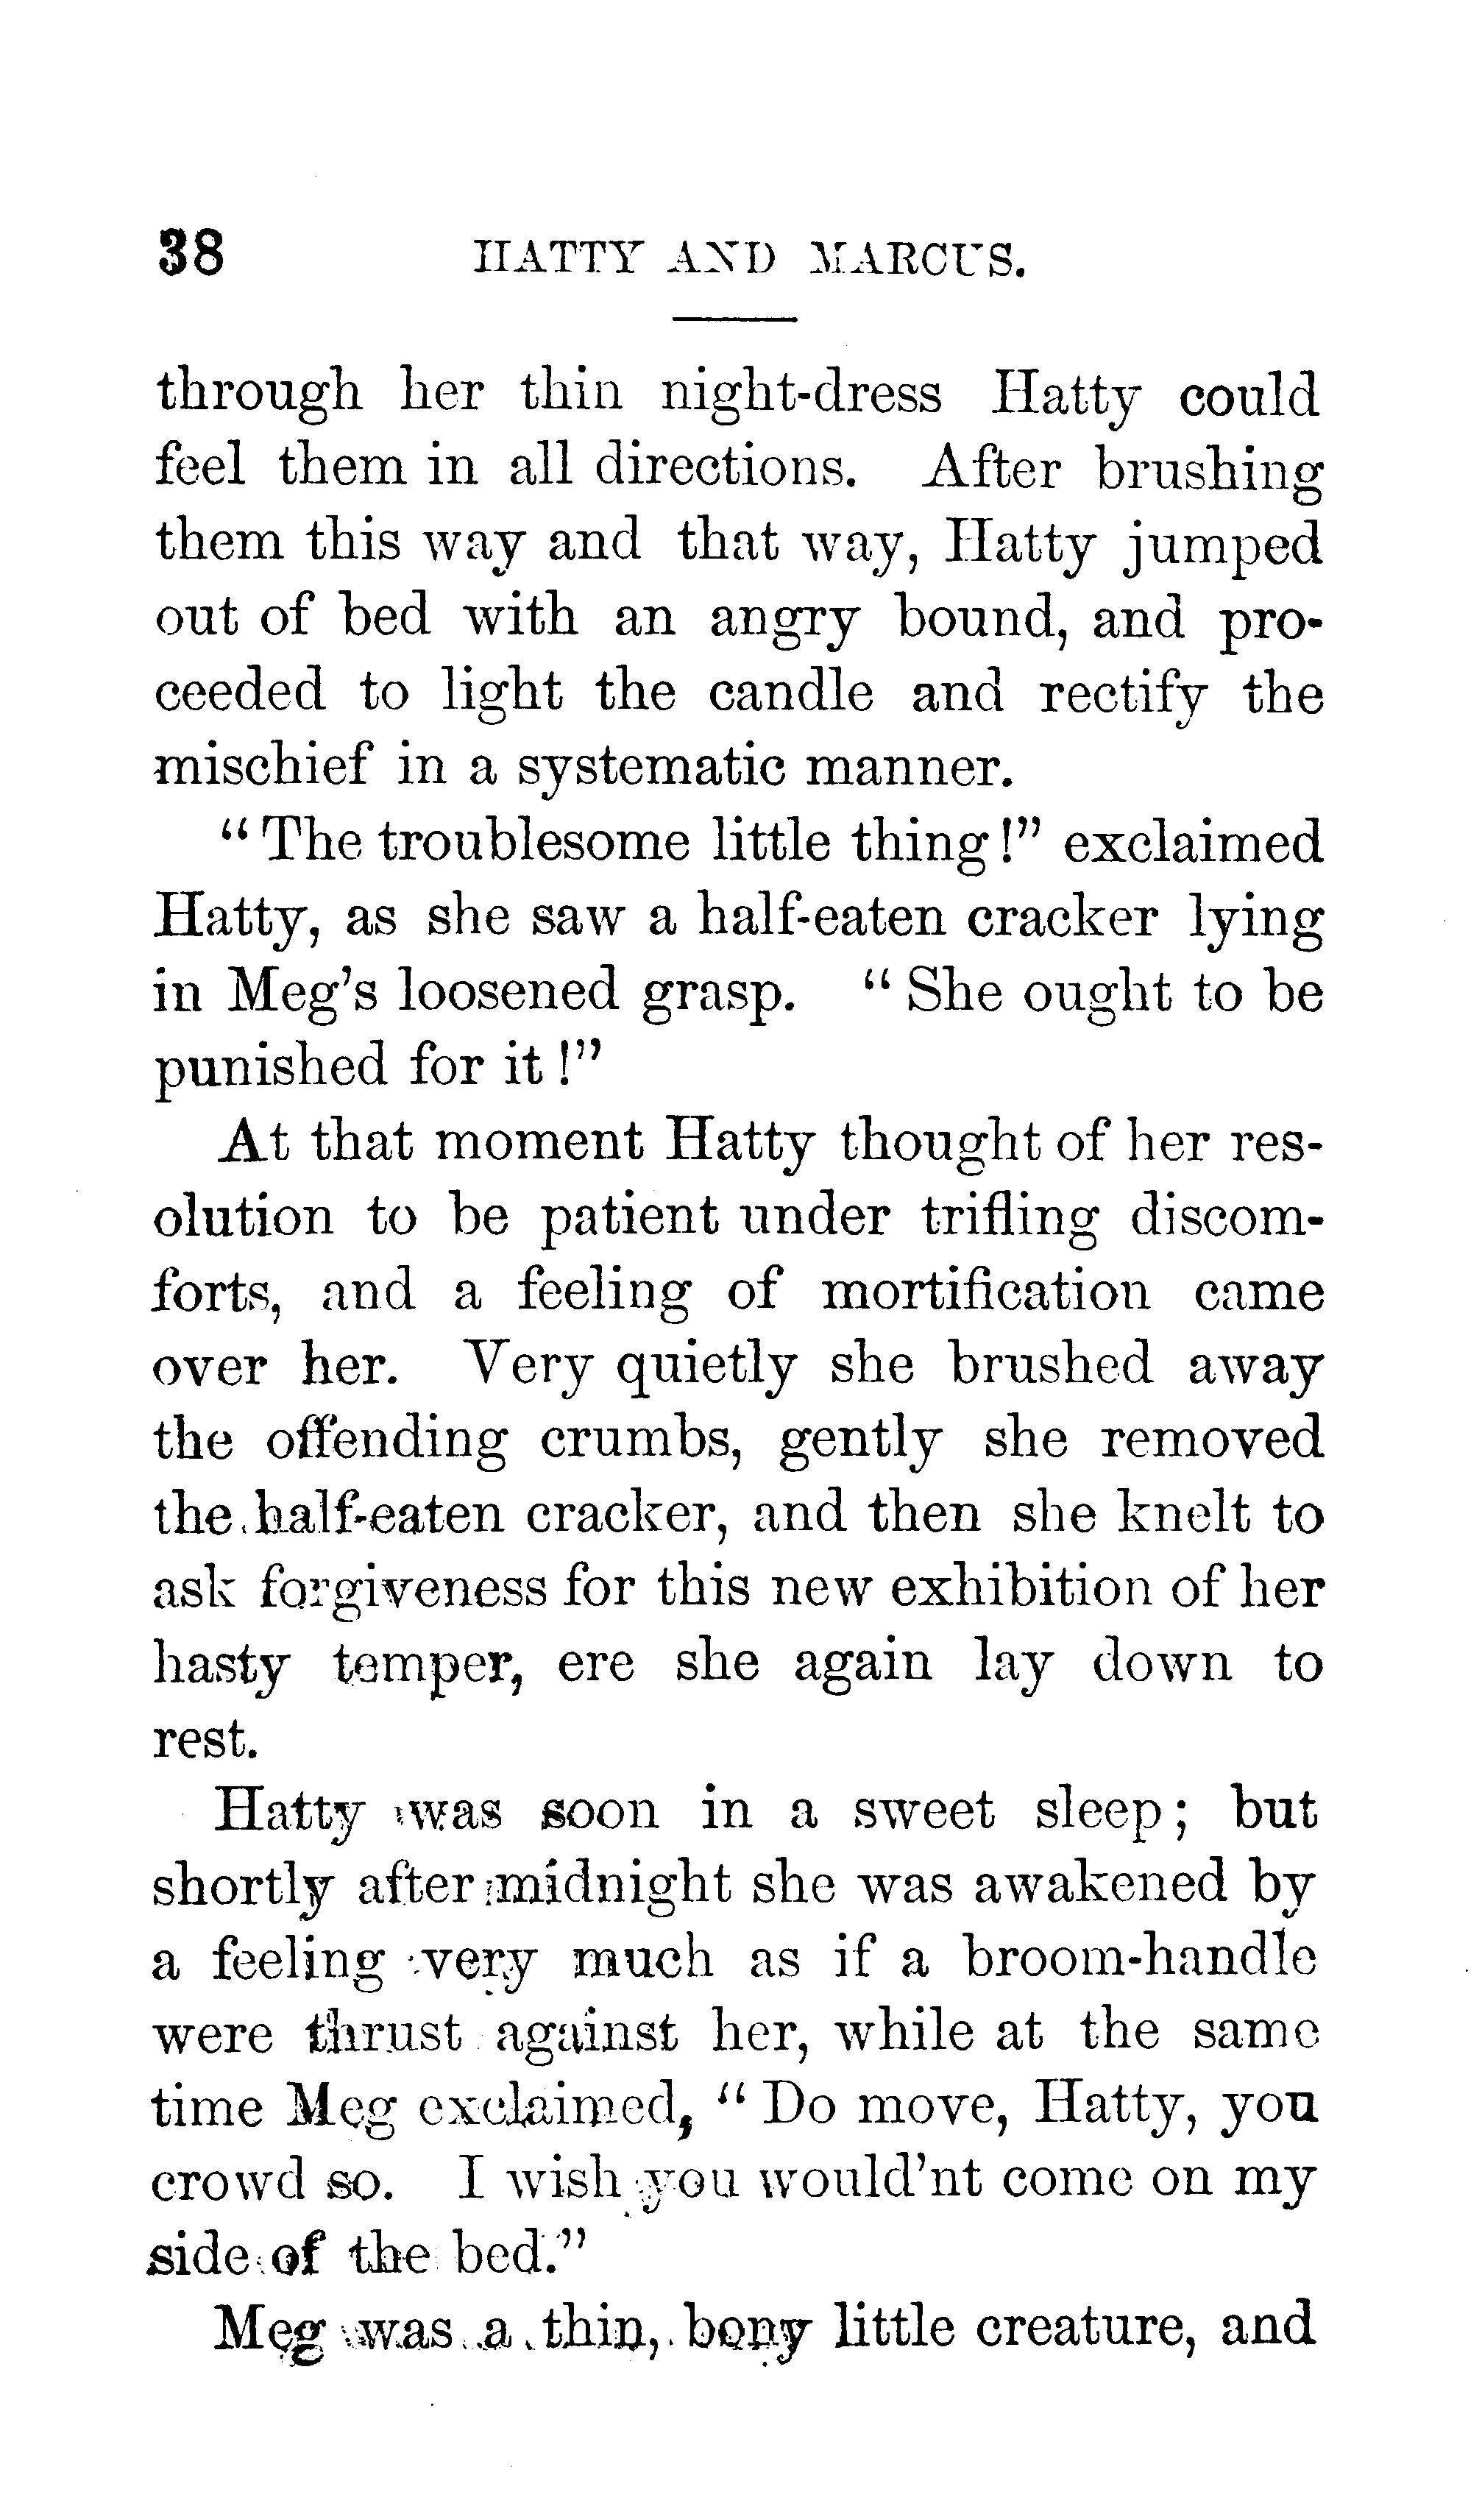 38 HATTY AND MARCUS.
through her thin night-dress Hatty could
feel them in all directions. After brushing
them this way and that way, Hatty jumped
out of bed with an angry bound, and pro-
ceeded to light the candle and rectify the
mischief in a systematic manner.
"The troublesome little thing!" exclaimed
Hatty, as she saw a half-eaten cracker lying
in Meg's loosened grasp. "She ought to be
punished for it!"
At that moment Hatty thought of her res-
olution to be patient under trifling discom-
forts, and a feeling of mortification came
over her. Very quietly she brushed away
the offending crumbs, gently she removed
the half-eaten cracker, and then she knelt to
ask forgiveness for this new exhibition of her
hasty temper, ere she again lay down to
rest.
Hatty was soon in a sweet sleep; but
shortly after midnight she was awakened by
a feeling very much as if a broom-handle
were thrust against her, while at the same
time Meg exclaimed, "Do move, Hatty, you
crowd so. I wish you would'nt come on my
side of the bed."
Meg was a thin, bony little creature, and